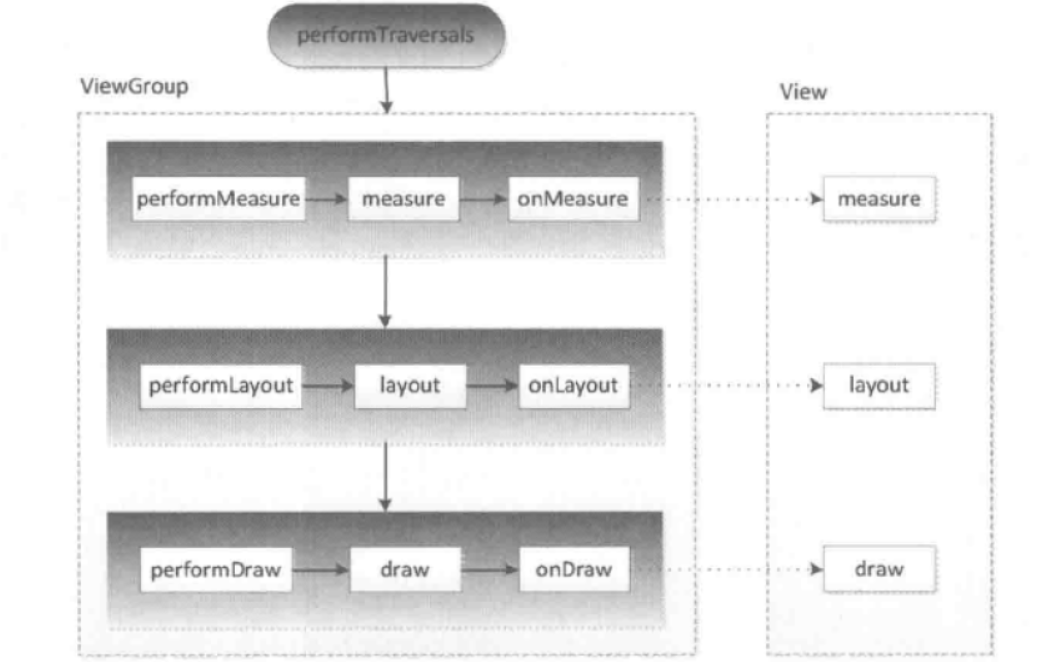 performTraversals
ViewGroup
View
performMeasure
measure
onMeasure
measure
performLayout
layout
onLayout
layout
performDraw
draw
onDraw
draw